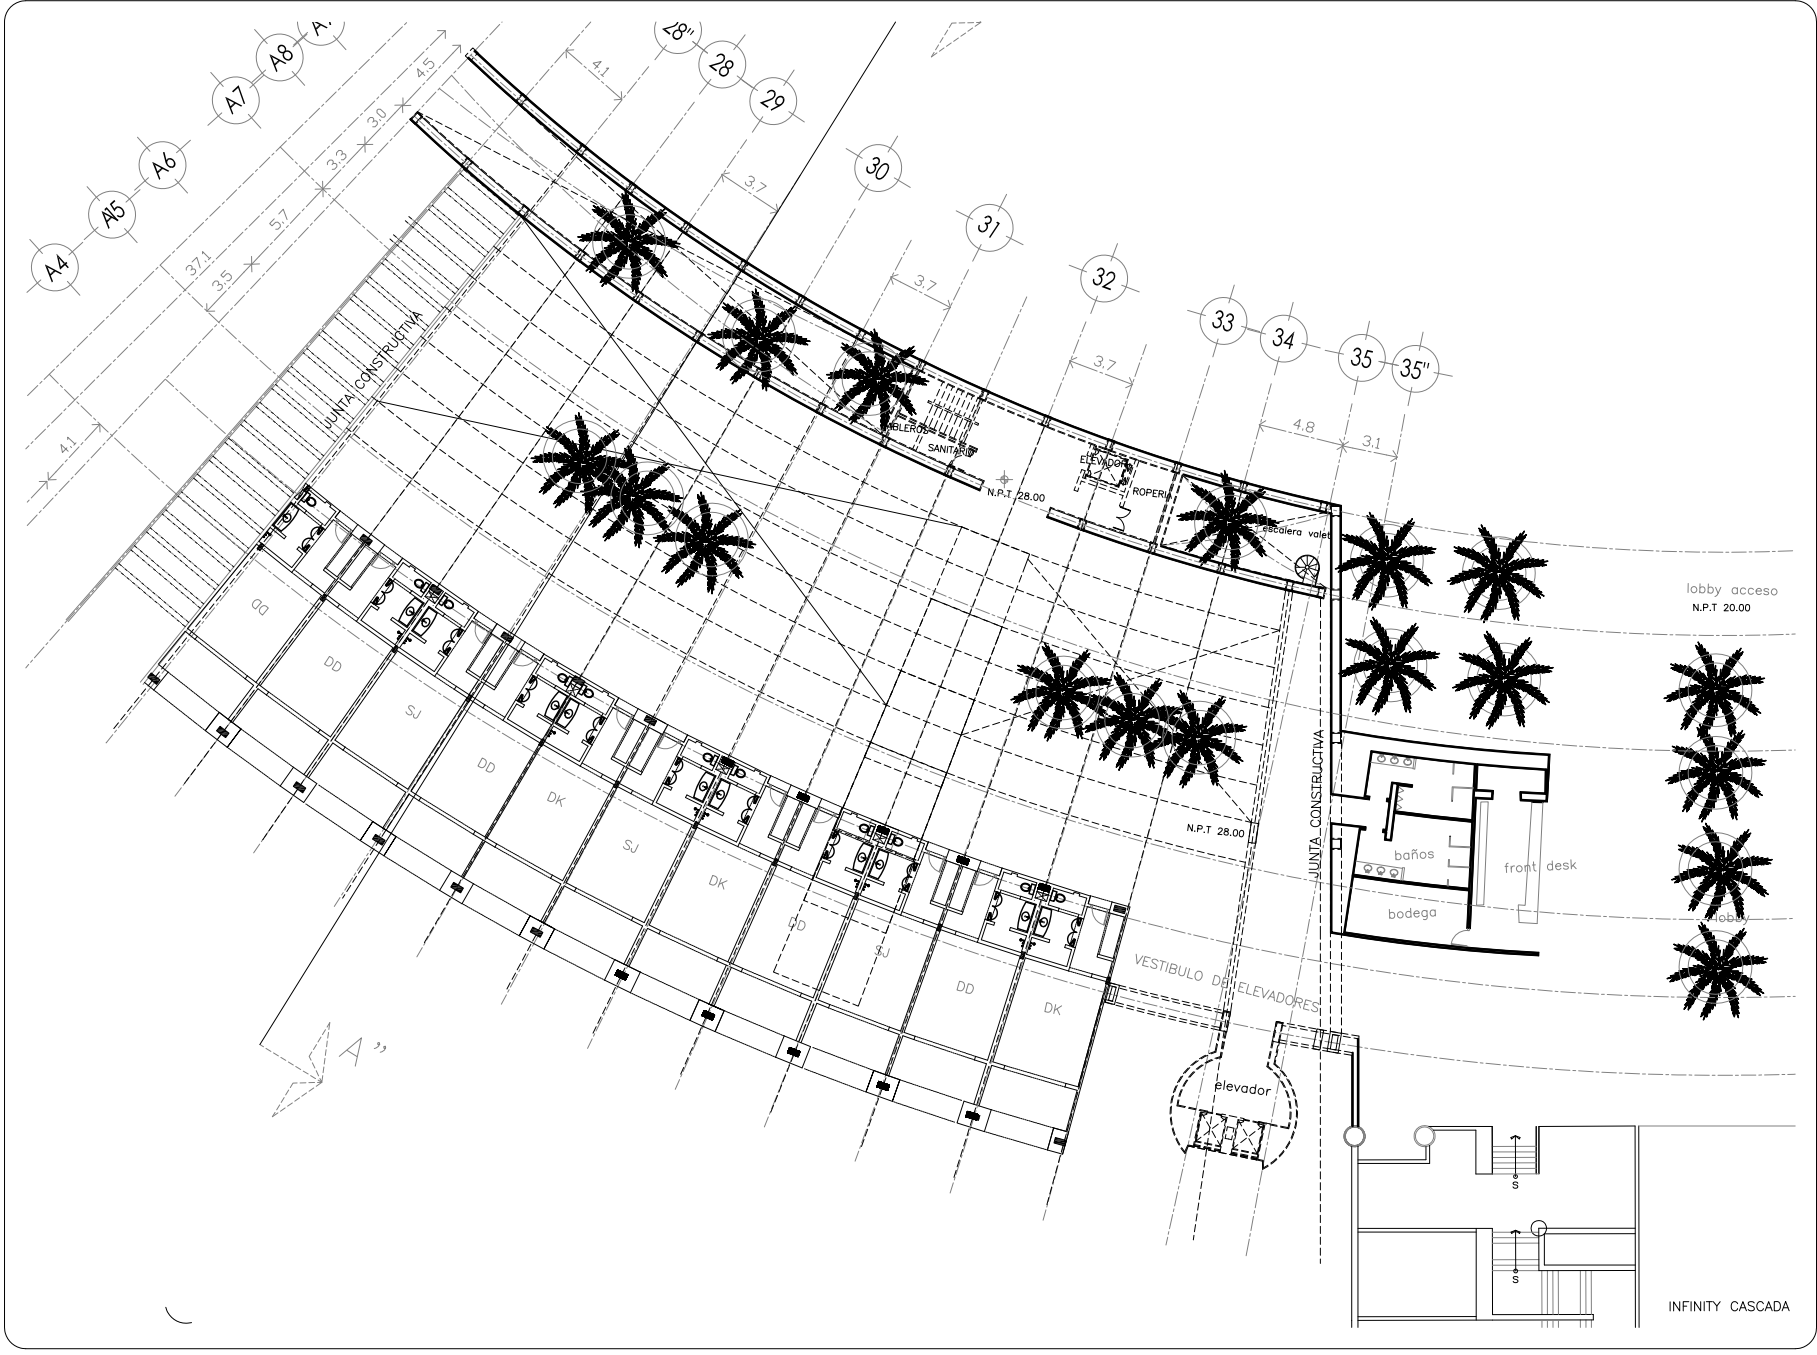 A8
A7
A6
A5
A4
28"
28
29
30
31
32
33
34
35
35"
4.5
3.0
3.3
5.7
37.1
3.5
4.1
4.1
3.7
3.7
3.7
4.8
3.1
JUNTA CONSTRUCTIVA
SANITARIO
N.P.T 28.00
ELEVADOR
escalera valet
lobby acceso
N.P.T 20.00
DD
DD
SJ
DD
DK
SJ
DK
DD
SJ
DD
DK
N.P.T 28.00
JUNTA CONSTRUCTIVA
baños
front desk
bodega
lobby
VESTIBULO DE ELEVADORES
elevador
A"
S
S
INFINITY CASCADA